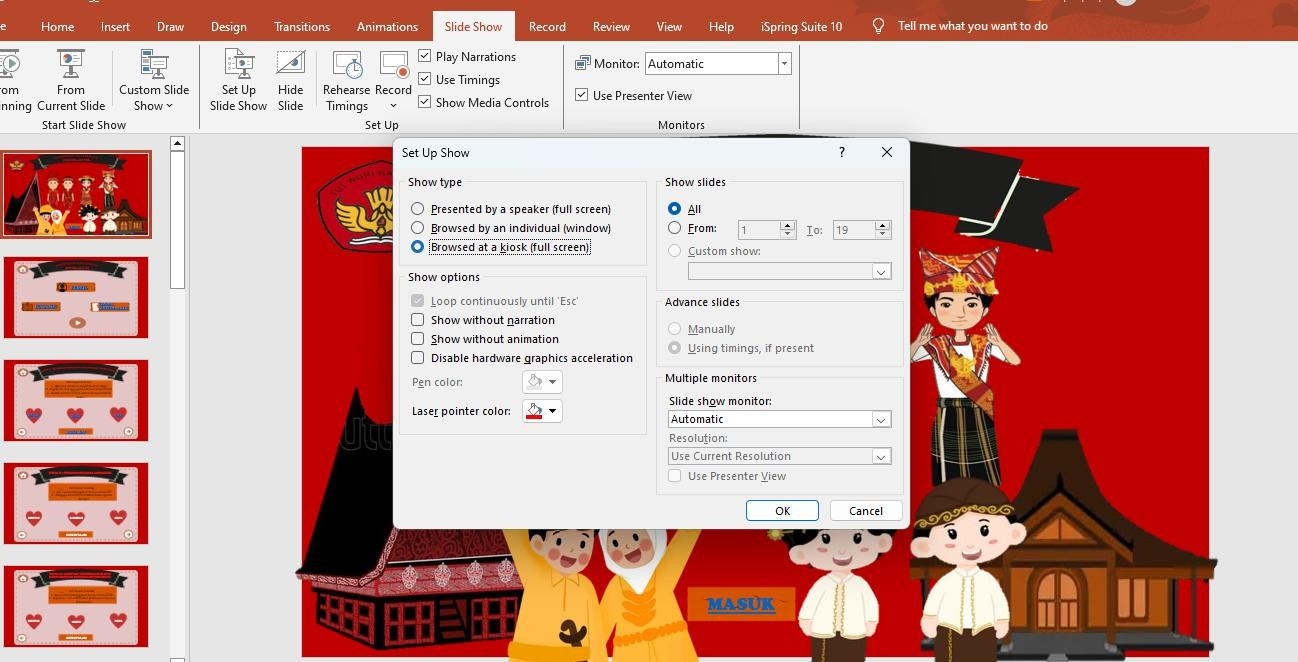 Home Insert Draw Design Transitions Animations Slide Show Record Review View Help iSpring Suite 10 Tell me what you want to do
From
Current Slide
Custom Slide
Show
Set Up
Slide Show
Hide
Slide
Rehearse
Timings
Record
Play Narrations
Use Timings
Show Media Controls
Monitor: Automatic
Use Presenter View
Start Slide Show
Set Up
Monitors
Set Up Show
?
Show type
Presented by a speaker (full screen)
Browsed by an individual (window)
Browsed at a kiosk (full screen)
Show options
Loop continuously until 'Esc'
Show without narration
Show without animation
Disable hardware graphics acceleration
Pen color:
Laser pointer color:
Show slides
All
From: 1 To: 19
Custom show:
Advance slides
Manually
Using timings, if present
Multiple monitors
Slide show monitor:
Automatic
Resolution:
Use Current Resolution
Use Presenter View
OK
Cancel
MASUK